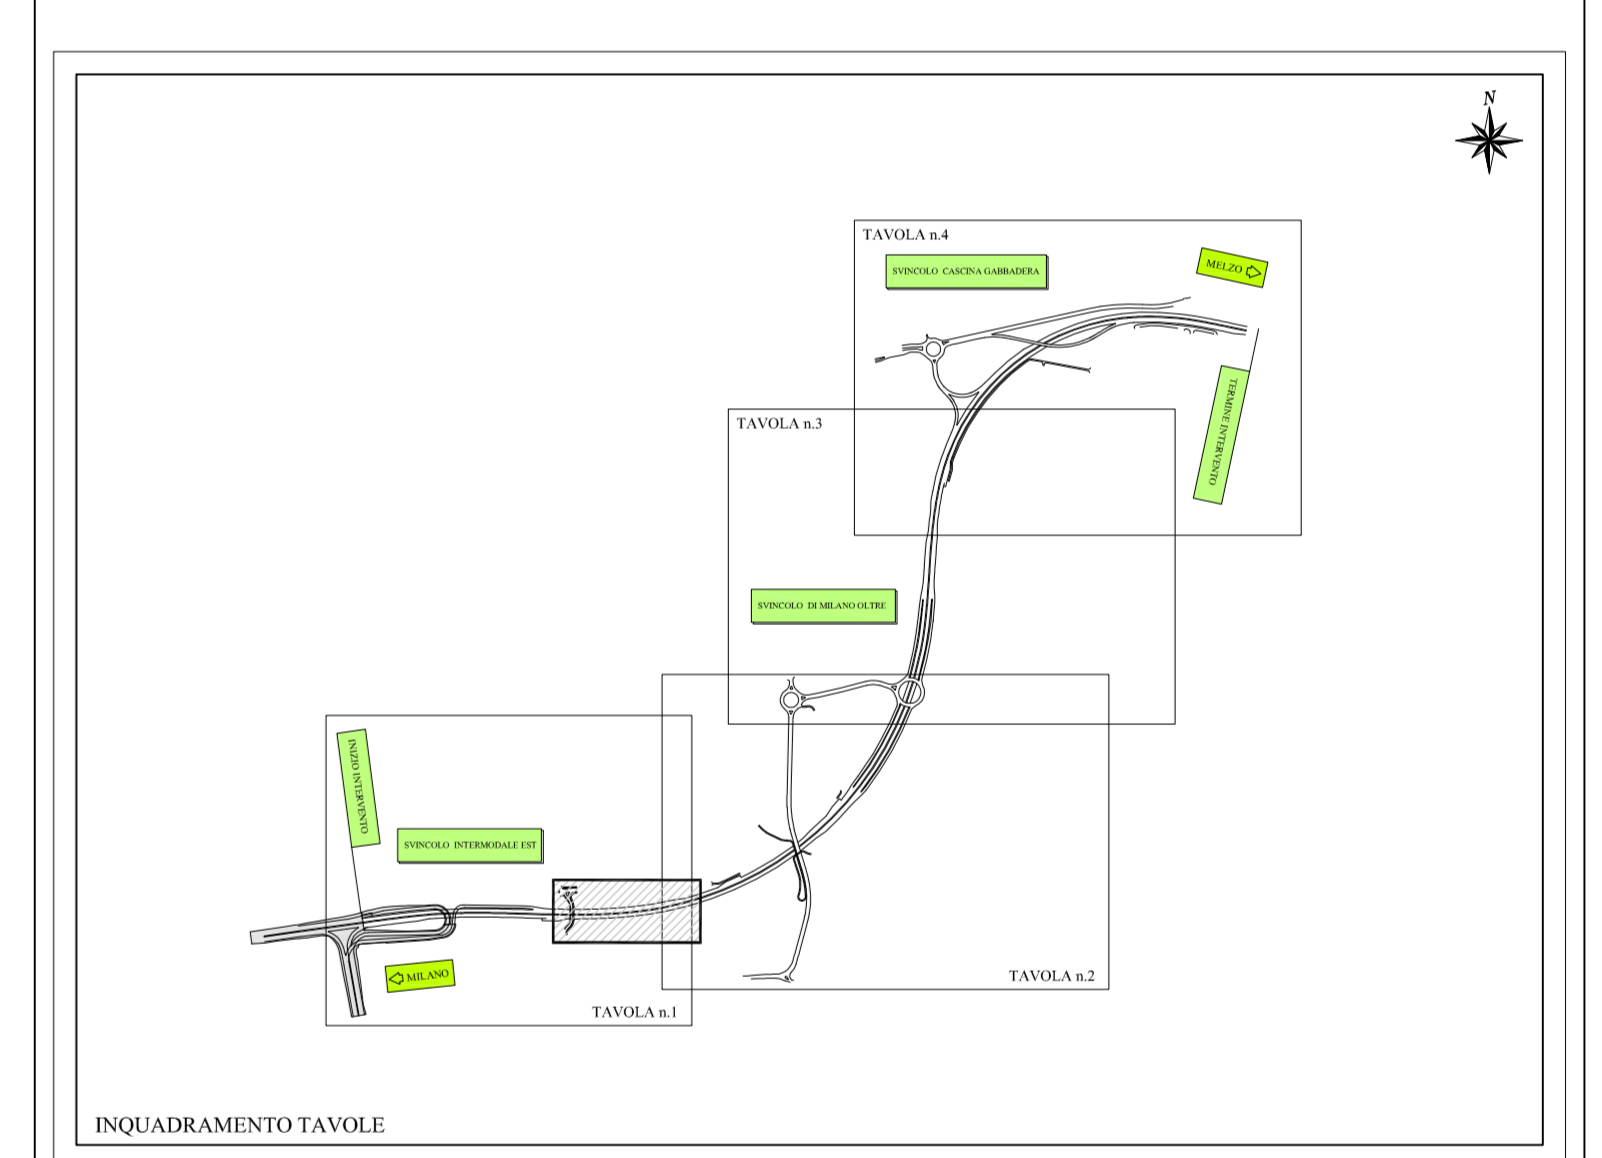 N
TAVOLA n.4
SVINCOLO CASCINA GABBADERA
MELZO
TERMINE INTERVENTO
TAVOLA n.3
SVINCOLO DI MILANO OLTRE
INIZIO INTERVENTO
SVINCOLO INTERMODALE EST
MILANO
TAVOLA n.2
TAVOLA n.1
INQUADRAMENTO TAVOLE